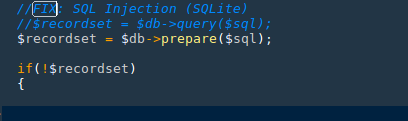 //FIX: SQL Injection (SQLite)
//$recordset = $db->query($sql);
$recordset = $db->prepare($sql);
if(!$recordset)
{